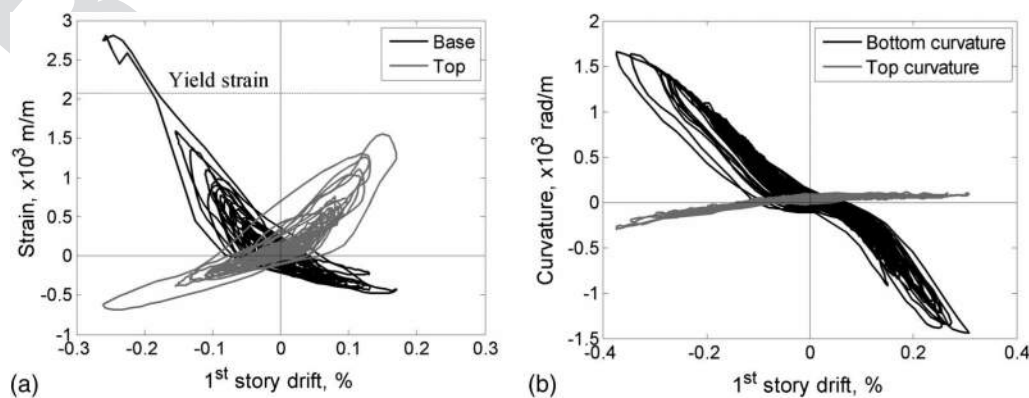 3
2.5
2
1.5
1
0.5
0
-0.5
-1
Strain, x10³ m/m
Yield strain
Base
Top
-0.3 -0.2 -0.1 0 0.1 0.2 0.3
1st story drift, %
(a)
2
1.5
1
0.5
0
-0.5
-1
-1.5
Curvature, x10³ rad/m
Bottom curvature
Top curvature
-0.4 -0.2 0 0.2 0.4
1st story drift, %
(b)